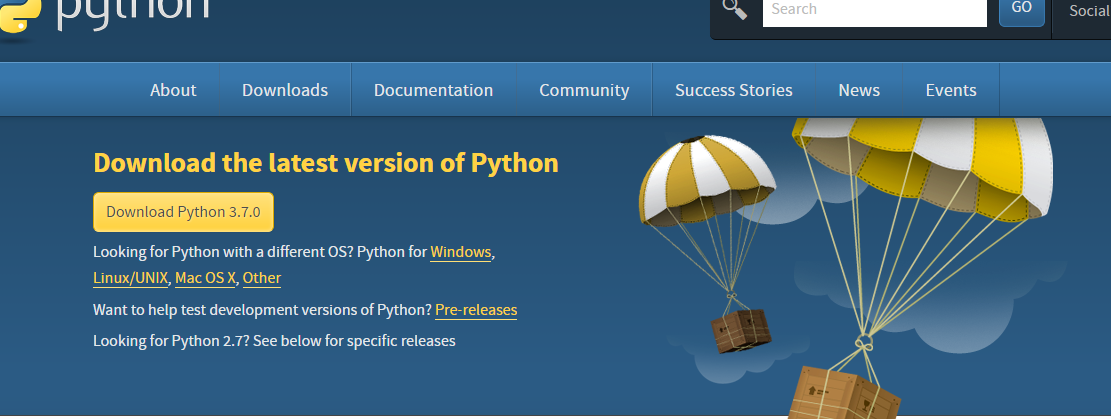 python
Search
GO
Social
About Downloads Documentation Community Success Stories News Events
Download the latest version of Python
Download Python 3.7.0
Looking for Python with a different OS? Python for Windows,
Linux/UNIX, Mac OS X, Other
Want to help test development versions of Python? Pre-releases
Looking for Python 2.7? See below for specific releases